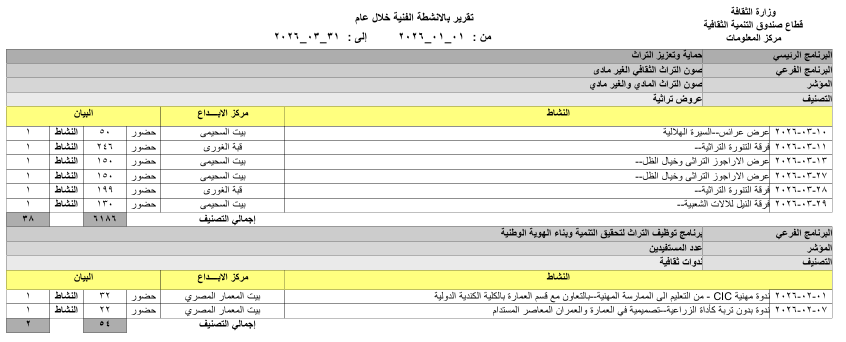 وزارة الثقافة
قطاع صندوق التنمية الثقافية
مركز المعلومات
تقرير بالانشطة الفنية خلال عام
من : ٠١_٠١_٢٠٢٦ إلى : ٣١_٠٣_٢٠٢٦
البرنامج الرئيسي حماية وتعزيز التراث
البرنامج الفرعي صون التراث الثقافي الغير مادى
المؤشر صون التراث المادي والغير مادي
التصنيف عروض تراثية
النشاط مركز الابـــداع البيان
٢٠٢٦-٠٣-١٠ عرض عرائس--السيرة الهلالية بيت السحيمى حضور ٥٠ النشاط ١
٢٠٢٦-٠٣-١١ فرقة التنورة التراثية-- قبة الغورى حضور ٢٤٦ النشاط ١
٢٠٢٦-٠٣-١٣ عرض الاراجوز التراثى وخيال الظل-- بيت السحيمى حضور ١٥٠ النشاط ١
٢٠٢٦-٠٣-٢٧ عرض الاراجوز التراثى وخيال الظل-- بيت السحيمى حضور ١٥٠ النشاط ١
٢٠٢٦-٠٣-٢٨ فرقة التنورة التراثية-- قبة الغورى حضور ١٩٩ النشاط ١
٢٠٢٦-٠٣-٢٩ فرقة النيل للالات الشعبية-- بيت السحيمى حضور ١٣٠ النشاط ١
إجمالي التصنيف ٦١٨٦ ٣٨
البرنامج الفرعي برنامج توظيف التراث لتحقيق التنمية وبناء الهوية الوطنية
المؤشر عدد المستفيدين
التصنيف ندوات ثقافية
النشاط مركز الابـــداع البيان
٢٠٢٦-٠٢-٠١ ندوة مهنية CIC - من التعليم الى الممارسة المهنية--بالتعاون مع قسم العمارة بالكلية الكندية الدولية بيت المعمار المصري حضور ٣٢ النشاط ١
٢٠٢٦-٠٢-٠٧ ندوة بدون تربة كأداة الزراعية--تصميمية في العمارة والعمران المعاصر المستدام بيت المعمار المصري حضور ٢٢ النشاط ١
إجمالي التصنيف ٥٤ ٢